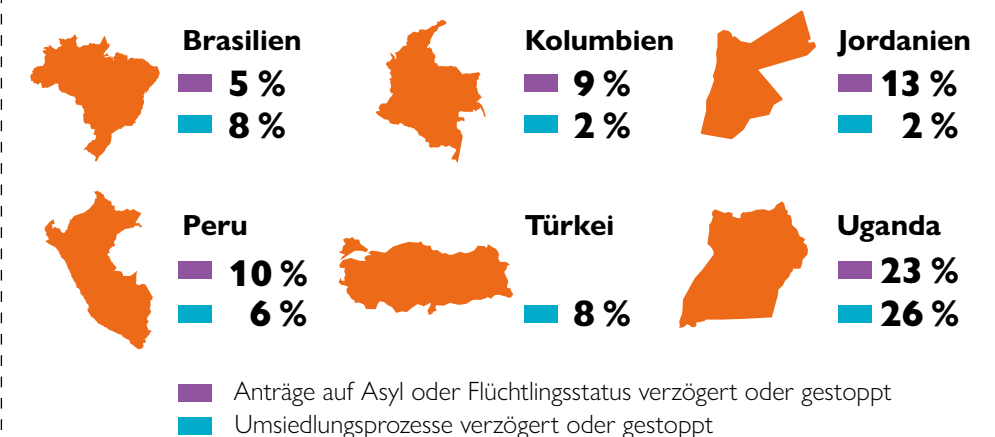 Brasilien
5 %
8 %
Kolumbien
9 %
2 %
Jordanien
13 %
2 %
Peru
10 %
6 %
Türkei
8 %
Uganda
23 %
26 %
Anträge auf Asyl oder Flüchtlingsstatus verzögert oder gestoppt
Umsiedlungsprozesse verzögert oder gestoppt